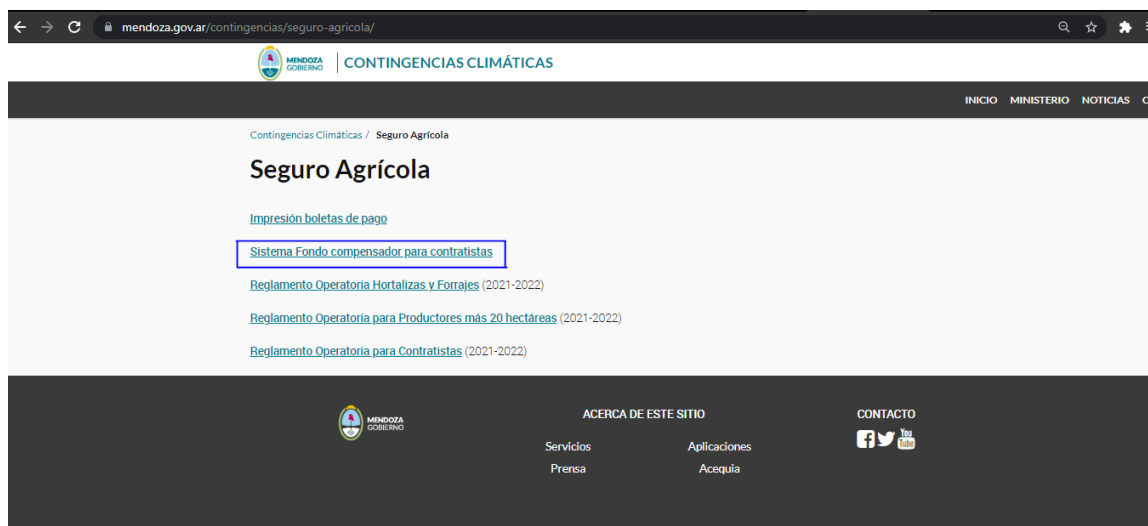 mendoza.gov.ar/contingencias/seguro-agricola/
MENDOZA
GOBIERNO
CONTINGENCIAS CLIMÁTICAS
INICIO MINISTERIO NOTICIAS
Contingencias Climáticas / Seguro Agrícola
Seguro Agrícola
Impresión boletas de pago
Sistema Fondo compensador para contratistas
Reglamento Operatoria Hortalizas y Forrajes (2021-2022)
Reglamento Operatoria para Productores más 20 hectáreas (2021-2022)
Reglamento Operatoria para Contratistas (2021-2022)
MENDOZA
GOBIERNO
ACERCA DE ESTE SITIO
Servicios Aplicaciones
Prensa Acequia
CONTACTO
You
Tube